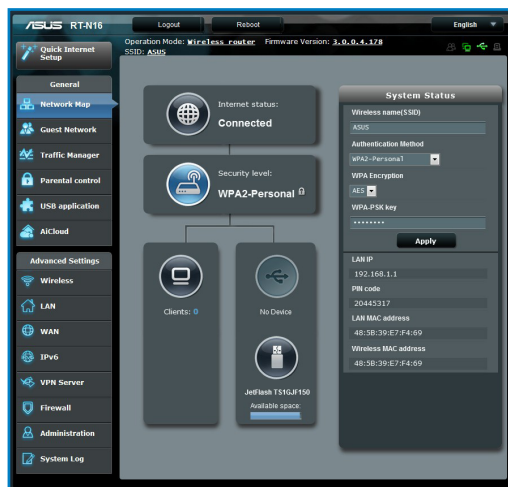 ASUS RT-N16
Logout
Reboot
English
Operation Mode: Wireless router Firmware Version: 3.0.0.4.178
SSID: ASUS
Quick Internet
Setup
General
Network Map
Guest Network
Traffic Manager
Parental control
USB application
AiCloud
Advanced Settings
Wireless
LAN
WAN
IPv6
VPN Server
Firewall
Administration
System Log
Internet status:
Connected
Security level:
WPA2-Personal
Clients: 0
No Device
JetFlash TS1GJF150
Available space:
System Status
Wireless name(SSID)
ASUS
Authentication Method
WPA2-Personal
WPA Encryption
AES
WPA-PSK key
••••••••
Apply
LAN IP
192.168.1.1
PIN code
20445317
LAN MAC address
48:5B:39:E7:F4:69
Wireless MAC address
48:5B:39:E7:F4:69